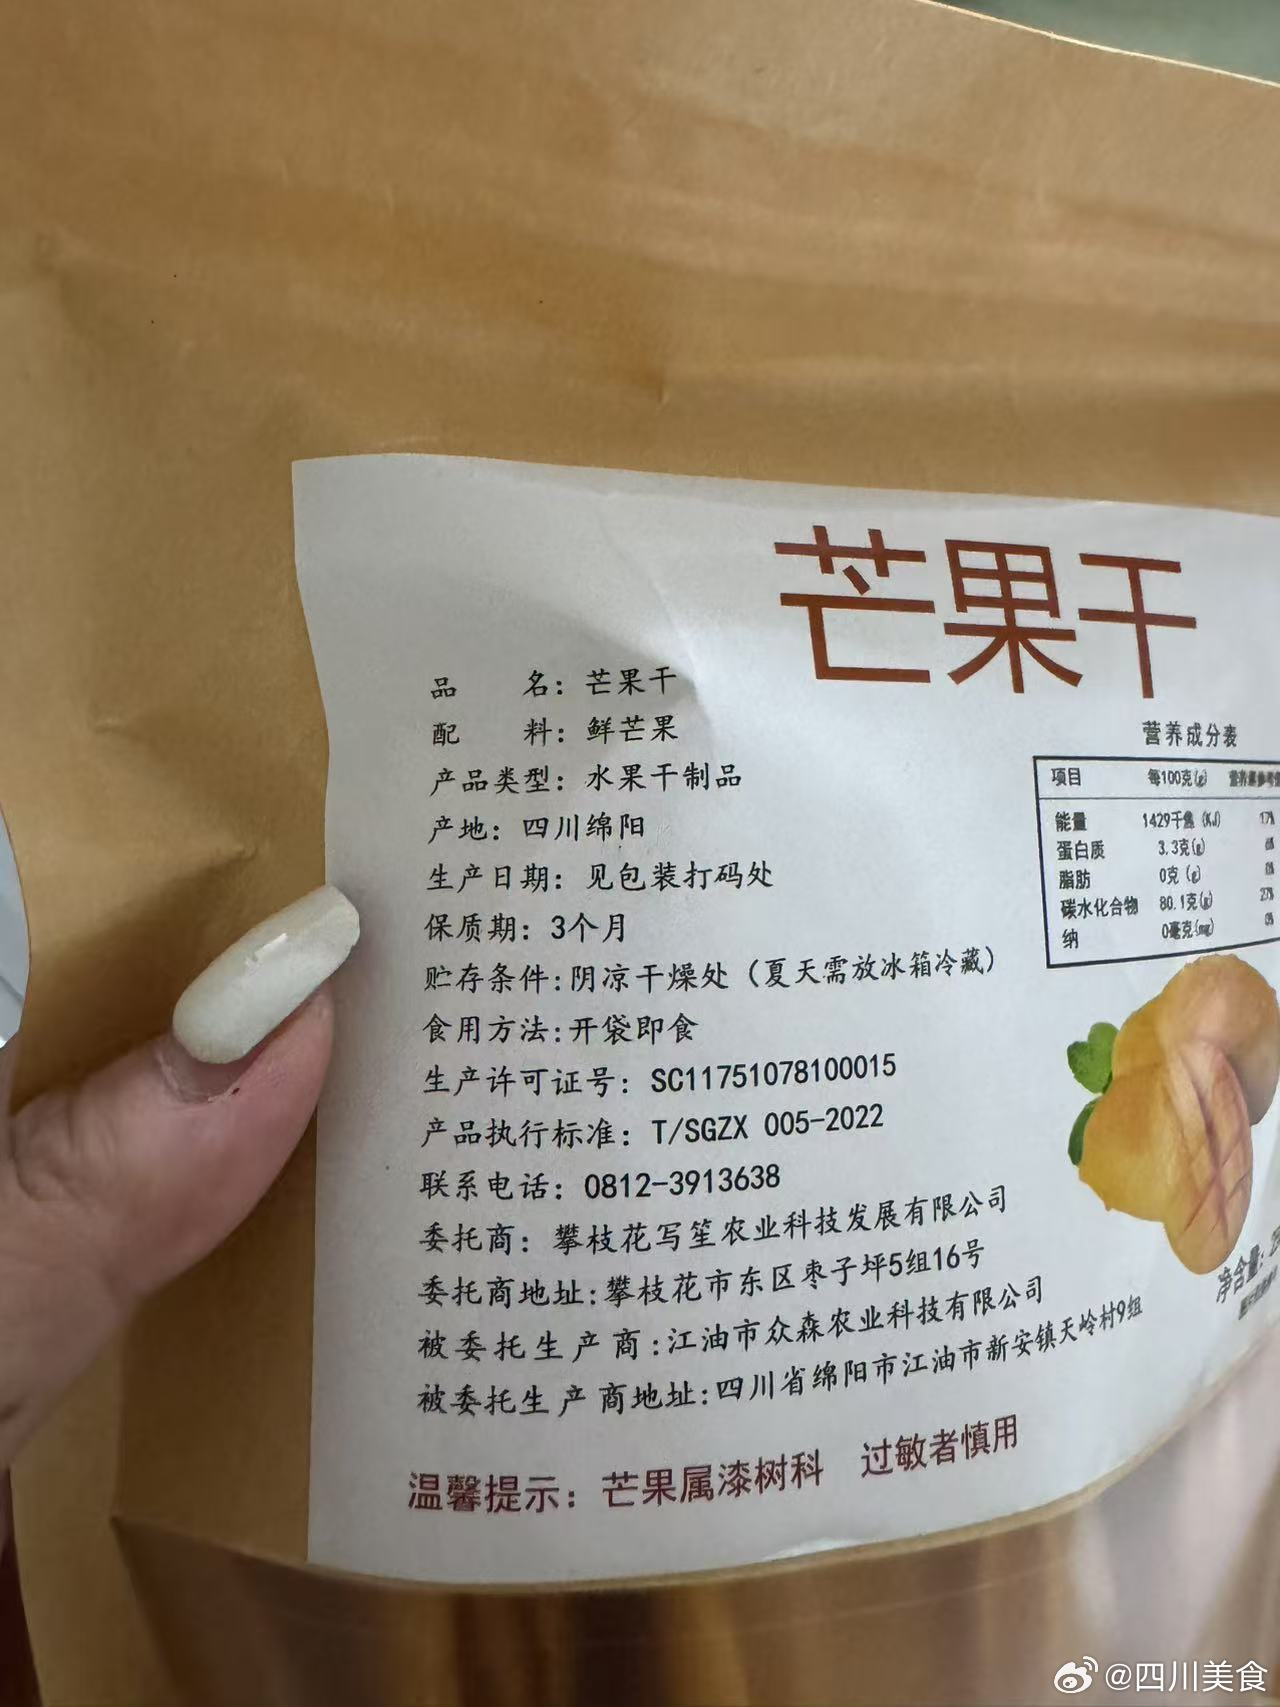 芒果干
品 名：芒果干
配 料：鲜芒果
产品类型：水果干制品
产地：四川绵阳
生产日期：见包装打码处
保质期：3个月
贮存条件:阴凉干燥处（夏天需放冰箱冷藏）
食用方法:开袋即食
生产许可证号：SC11751078100015
产品执行标准：T/SGZX 005-2022
联系电话：0812-3913638
委托商：攀枝花写笙农业科技发展有限公司
委托商地址:攀枝花市东区枣子坪5组16号
被委托生产商:江油市众森农业科技有限公司
被委托生产商地址:四川省绵阳市江油市新安镇天岭村9组
温馨提示：芒果属漆树科 过敏者慎用
营养成分表
项目 每100克(g) 营养素参考值
能量 1429千焦(KJ) 17%
蛋白质 3.3克(g) 6%
脂肪 0克(g) 0%
碳水化合物 80.1克(g) 27%
纳 0毫克(mg) 0%
净含量：
@四川美食